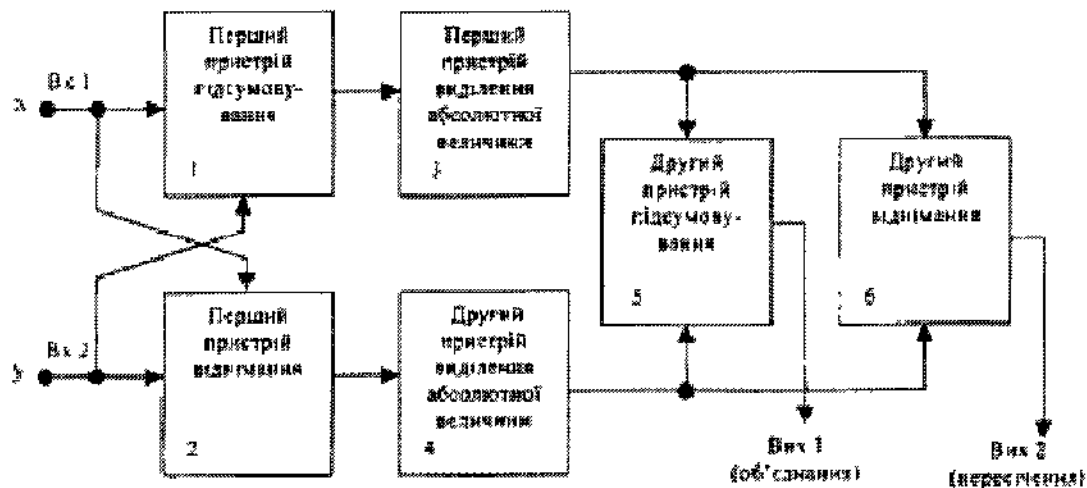 Вх 1
x
Перший
пристрій
підсумову-
вання
1
Перший
пристрій
виділення
абсолютної
величини
3
Другий
пристрій
підсумову-
вання
5
Другий
пристрій
віднімання
6
Вх 2
y
Перший
пристрій
віднімання
2
Другий
пристрій
виділення
абсолютної
величини
4
Вих 1
(об'єднання)
Вих 2
(пересічення)